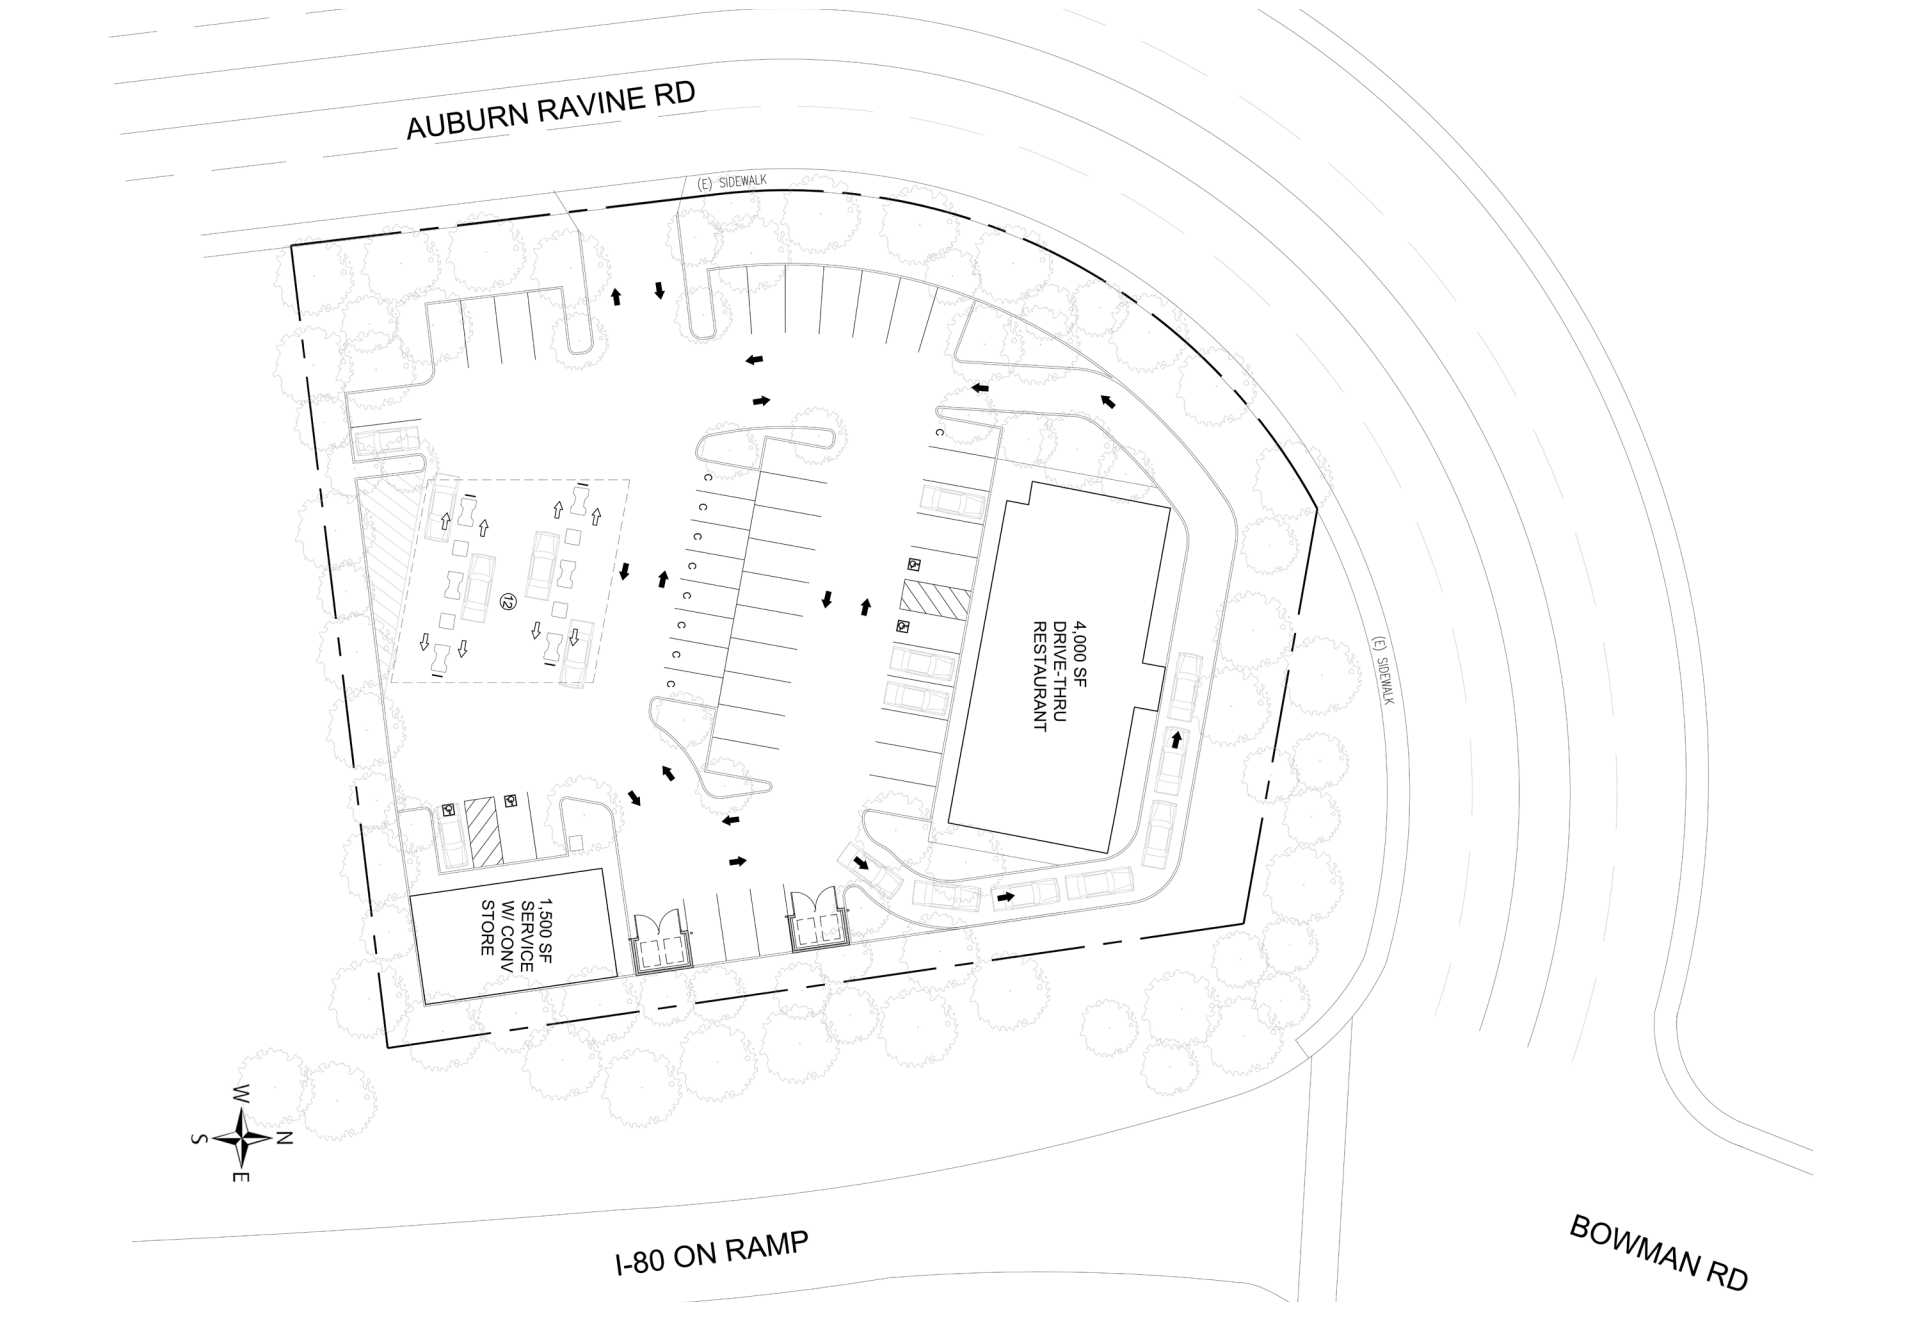 AUBURN RAVINE RD
(E) SIDEWALK
C
C
C
C
C
C
C
C
C
12
4,000 SF
DRIVE-THRU
RESTAURANT
(E) SIDEWALK
1,500 SF
SERVICE
W/ CONV
STORE
W
N
S
E
I-80 ON RAMP
BOWMAN RD